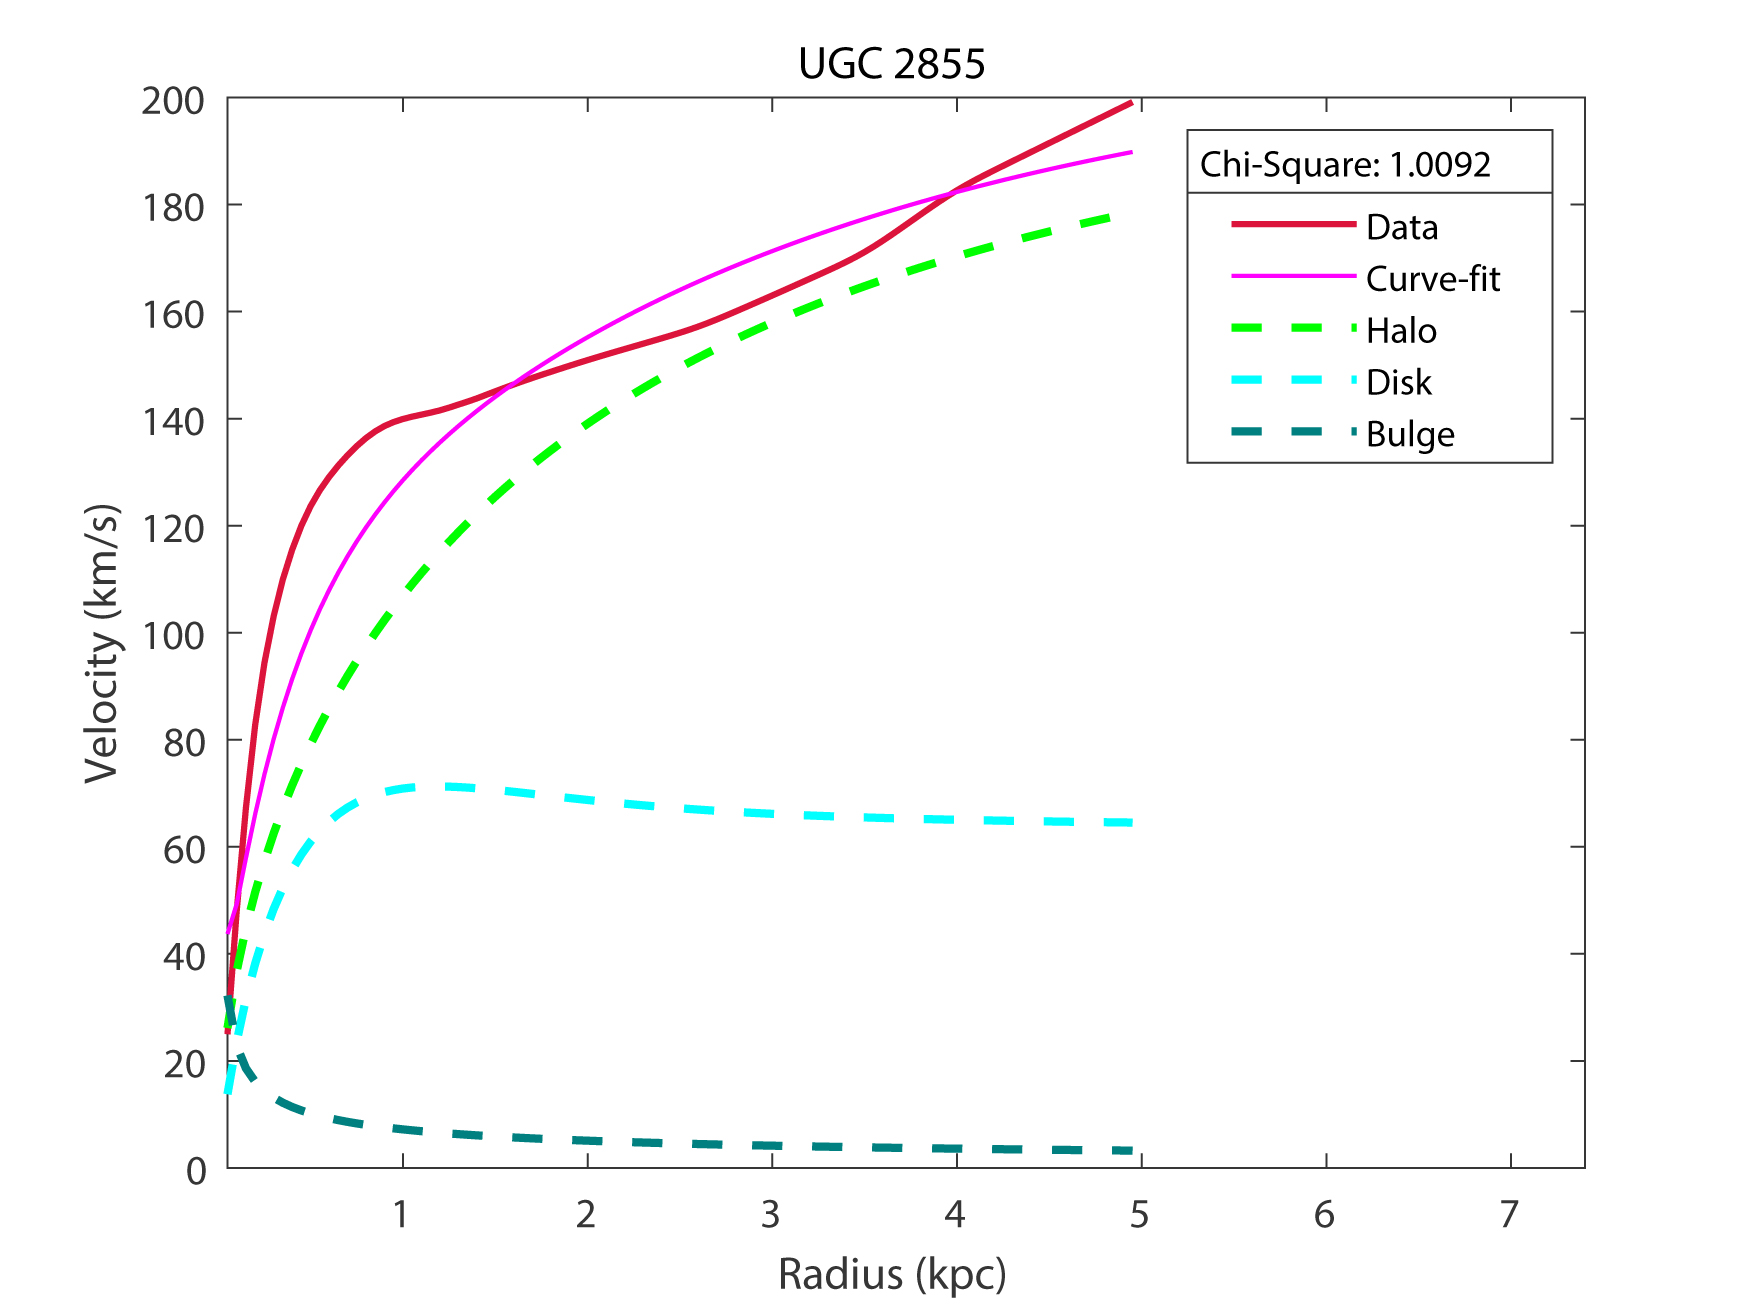 UGC 2855
200
180
160
140
120
100
80
60
40
20
0
Velocity (km/s)
Chi-Square: 1.0092
Data
Curve-fit
Halo
Disk
Bulge
1 2 3 4 5 6 7
Radius (kpc)